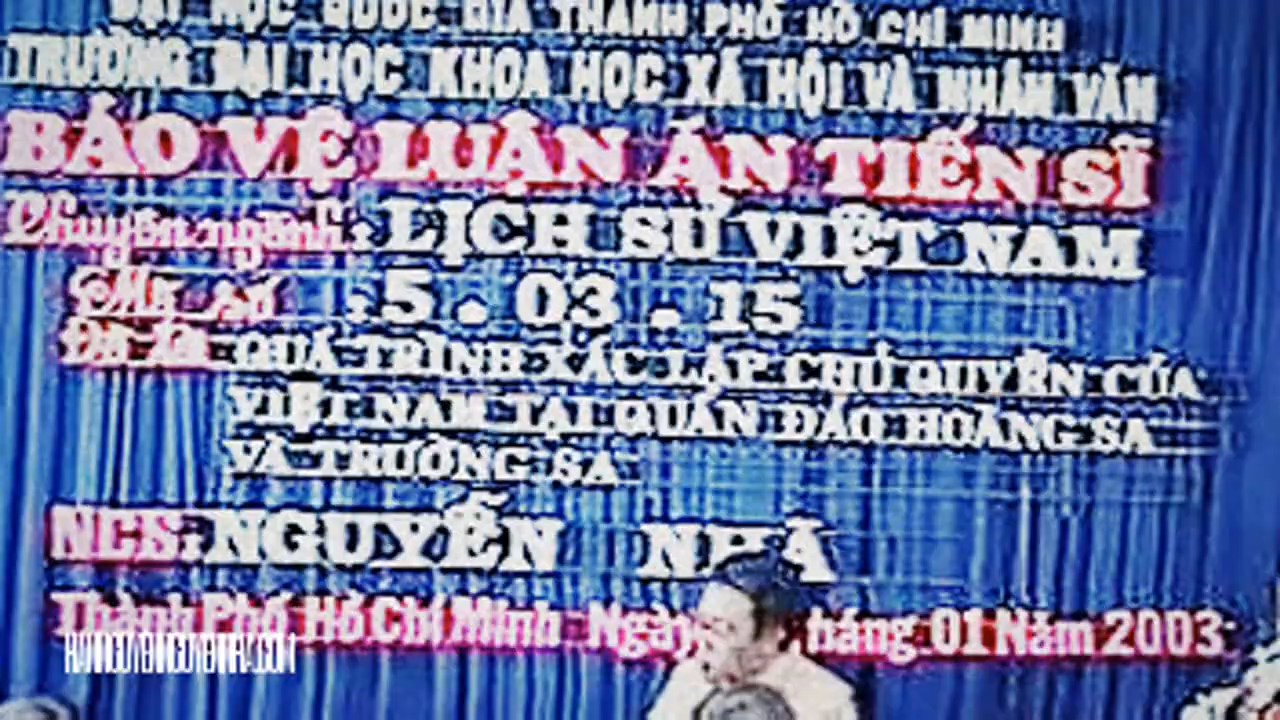 ĐẠI HỌC QUỐC GIA THÀNH PHỐ HỒ CHÍ MINH
TRƯỜNG ĐẠI HỌC KHOA HỌC XÃ HỘI VÀ NHÂN VĂN
BẢO VỆ LUẬN ÁN TIẾN SĨ
Chuyên ngành: LỊCH SỬ VIỆT NAM
Mã số : 5 . 03 . 15
Đề tài: QUÁ TRÌNH XÁC LẬP CHỦ QUYỀN CỦA
VIỆT NAM TẠI QUẦN ĐẢO HOÀNG SA
VÀ TRƯỜNG SA
NCS: NGUYỄN NHÃ
Thành Phố Hồ Chí Minh Ngày tháng 01 Năm 2003